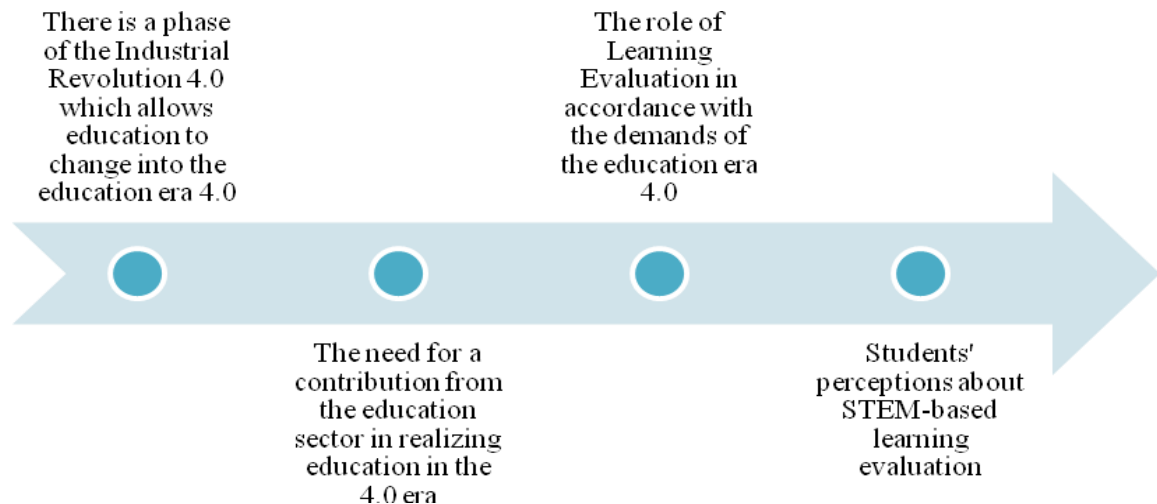 There is a phase
of the Industrial
Revolution 4.0
which allows
education to
change into the
education era 4.0
The need for a
contribution from
the education
sector in realizing
education in the
4.0 era
The role of
Learning
Evaluation in
accordance with
the demands of
the education era
4.0
Students'
perceptions about
STEM-based
learning
evaluation